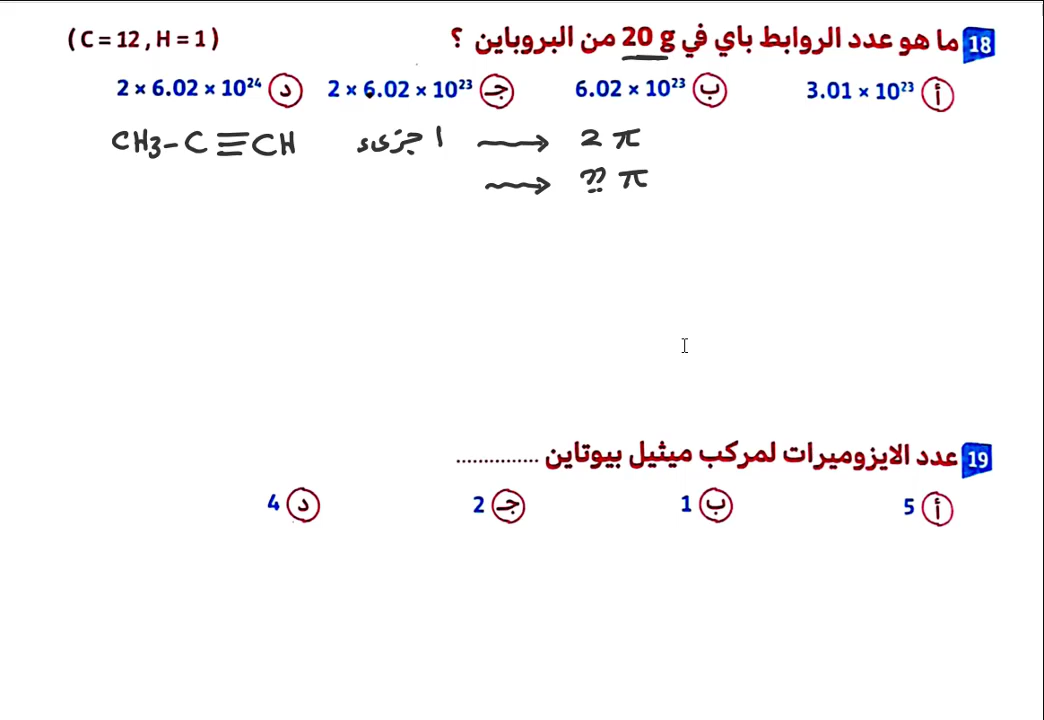 18 ما هو عدد الروابط باي في 20 g من البروباين ؟ ( C = 12 , H = 1 )
أ 3.01 × 10²³ ب 6.02 × 10²³ جـ 2 × 6.02 × 10²³ د 2 × 6.02 × 10²⁴
CH3-C≡CH 1 جزىء ⟶ 2 π
⟶ ?? π
19 عدد الايزوميرات لمركب ميثيل بيوتاين ...............
أ 5 ب 1 جـ 2 د 4